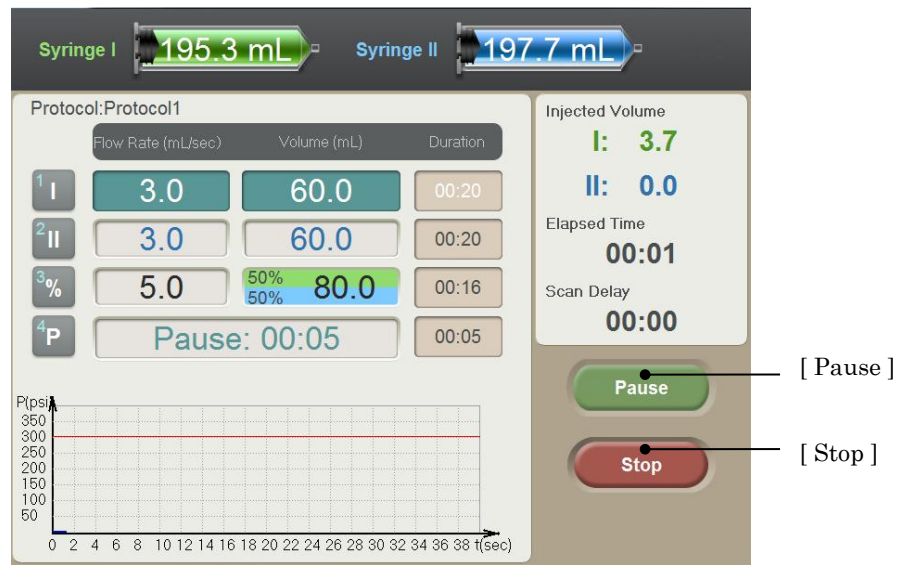 Syringe I 195.3 mL Syringe II 197.7 mL
Protocol:Protocol1
Flow Rate (mL/sec) Volume (mL) Duration
1 I 3.0 60.0 00:20
2 II 3.0 60.0 00:20
3 % 5.0 50% 50% 80.0 00:16
4 P Pause: 00:05 00:05
Injected Volume
I: 3.7
II: 0.0
Elapsed Time
00:01
Scan Delay
00:00
Pause [ Pause ]
Stop [ Stop ]
P(psi)
350
300
250
200
150
100
50
0 2 4 6 8 10 12 14 16 18 20 22 24 26 28 30 32 34 36 38 t(sec)